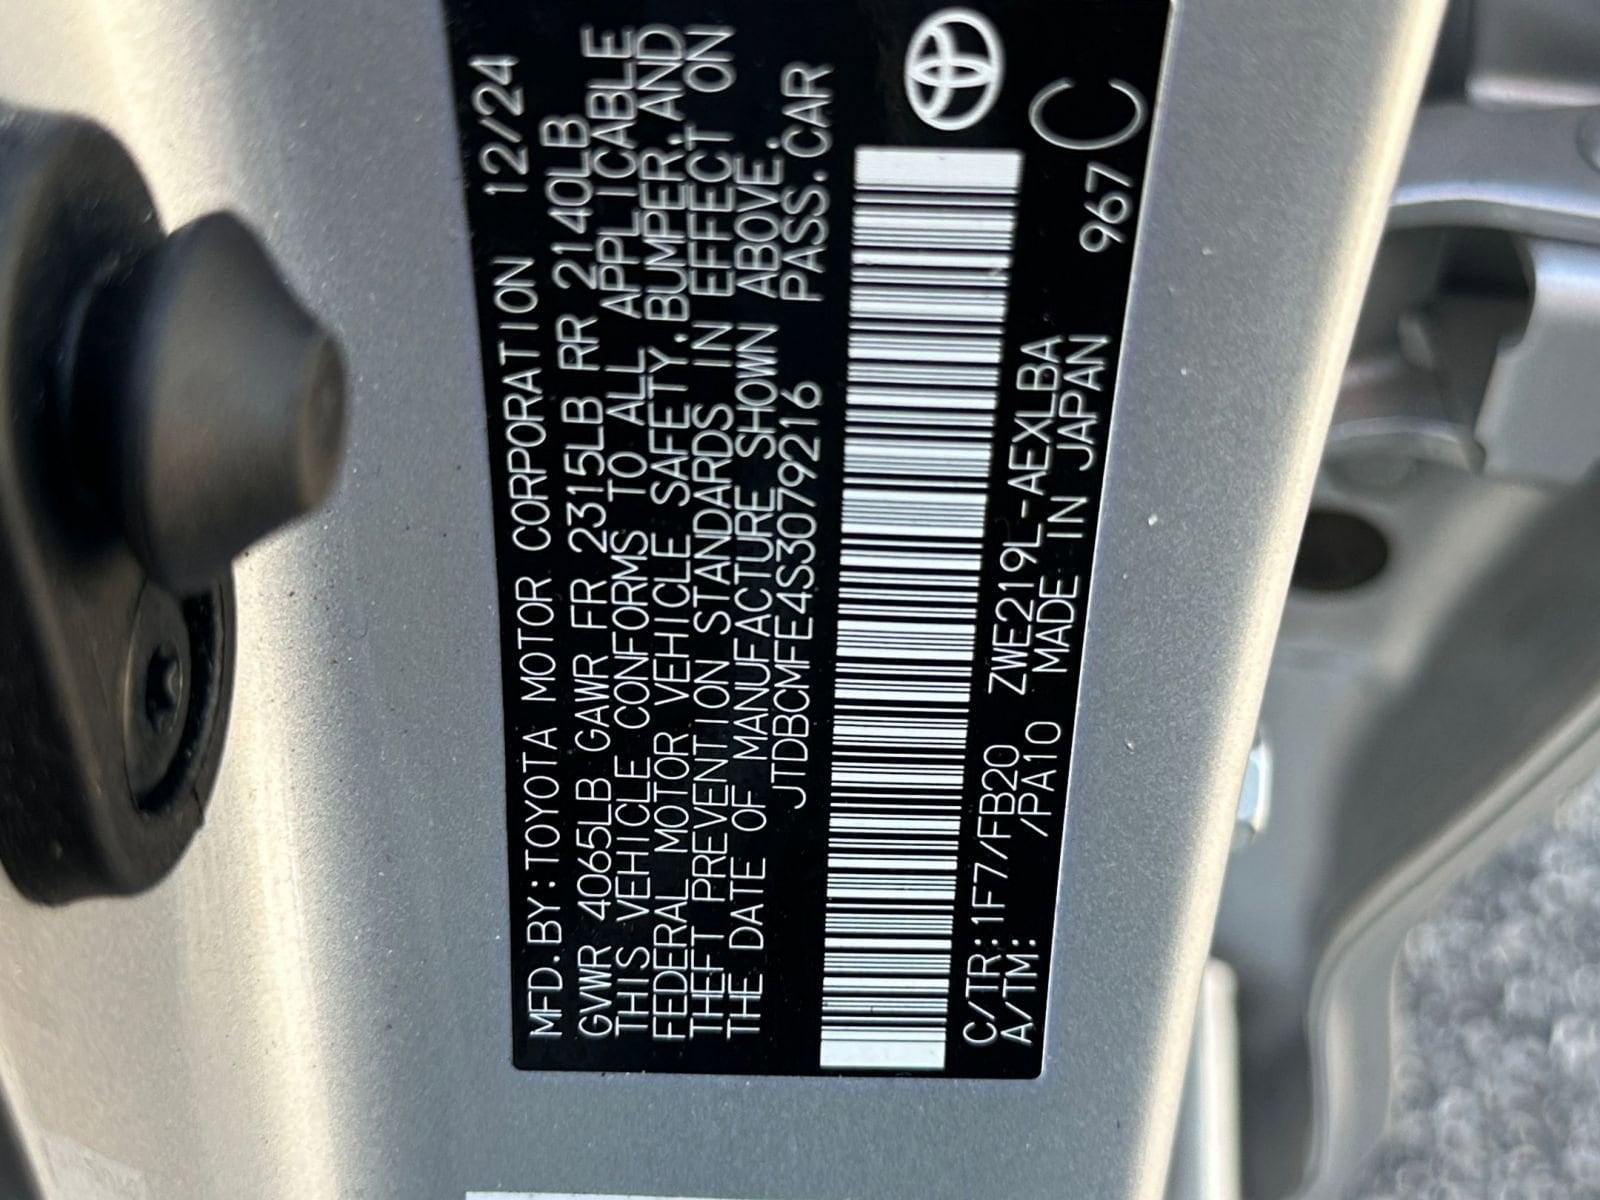 MFD.BY:TOYOTA MOTOR CORPORATION 12/24
GVWR 4065LB GAWR FR 2315LB RR 2140LB
THIS VEHICLE CONFORMS TO ALL APPLICABLE
FEDERAL MOTOR VEHICLE SAFETY,BUMPER,AND
THEFT PREVENTION STANDARDS IN EFFECT ON
THE DATE OF MANUFACTURE SHOWN ABOVE.
JTDBCMFE4S3079216 PASS.CAR
C/TR:1F7/FB20 ZWE219L-AEXLBA 967 C
A/TM: /PA10 MADE IN JAPAN